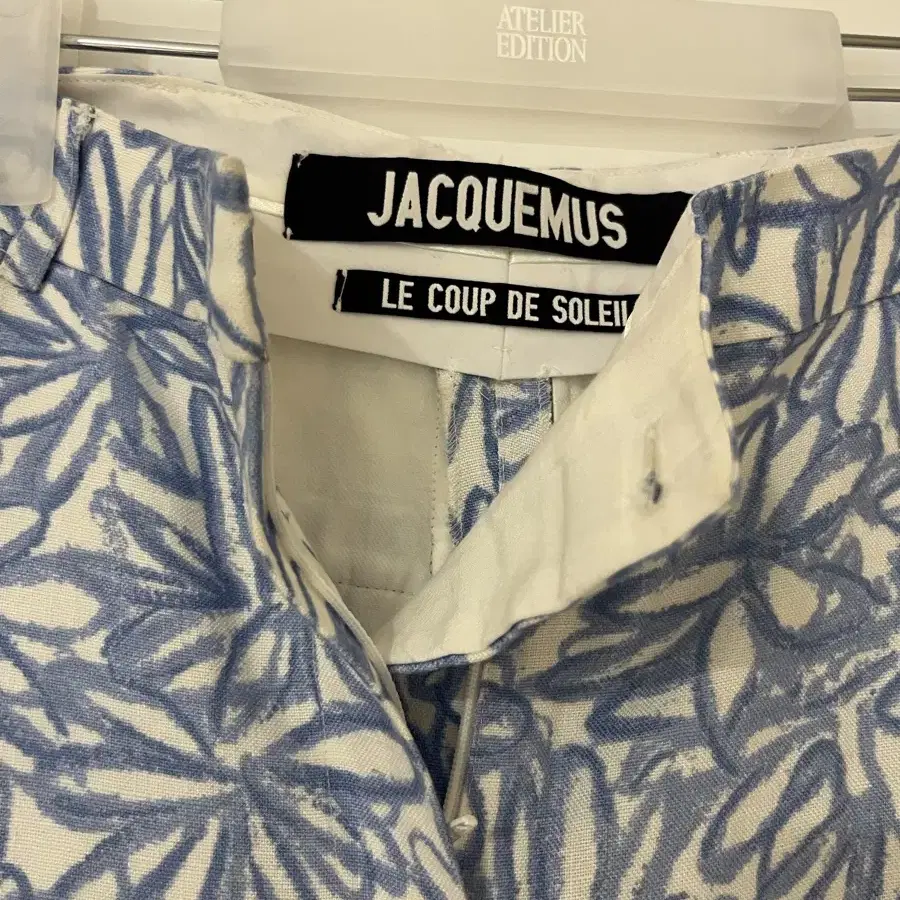 ATELIER
EDITION
JACQUEMUS
LE COUP DE SOLEIL